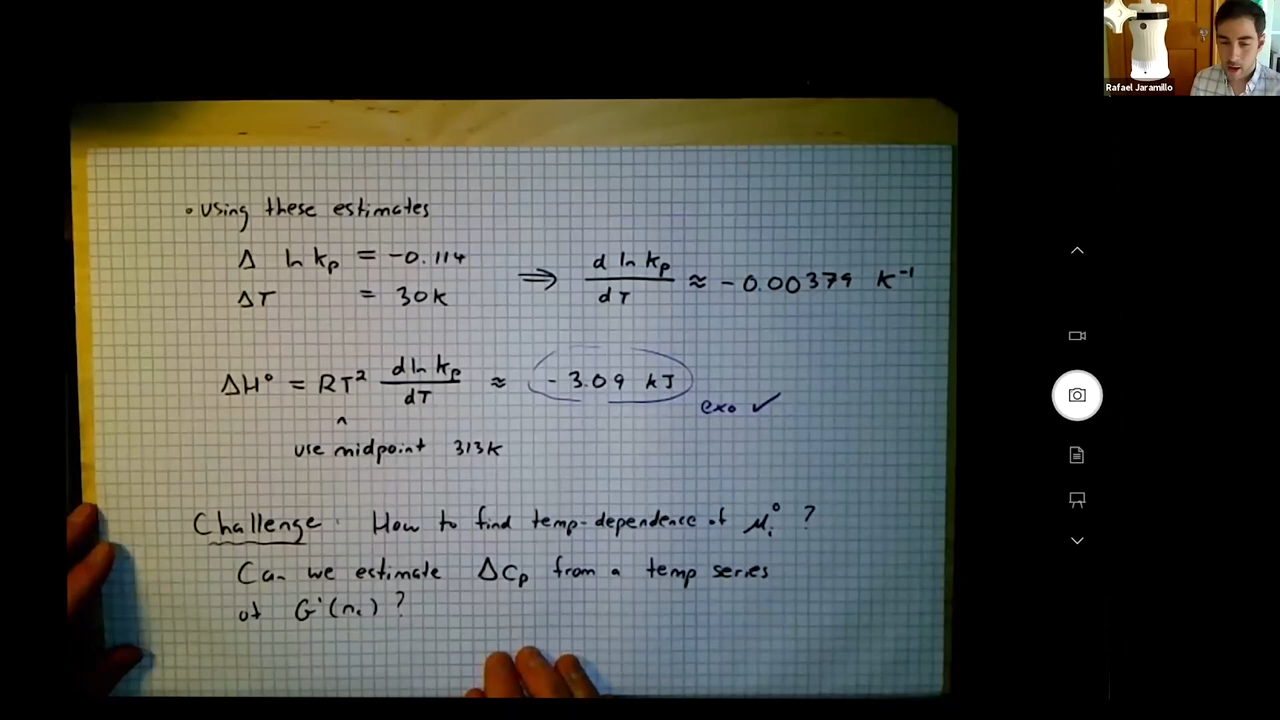 Rafael Jaramillo
• using these estimates
Δ ln kp = -0.114
ΔT = 30K
⇒ d ln kp / dT ≈ -0.00379 K⁻¹
ΔH° = RT² d ln kp / dT ≈ -3.09 kJ
exo ✓
^
use midpoint 313K
Challenge: How to find temp-dependence of μᵢ° ?
Can we estimate ΔCp from a temp series
of G'(nᵢ) ?